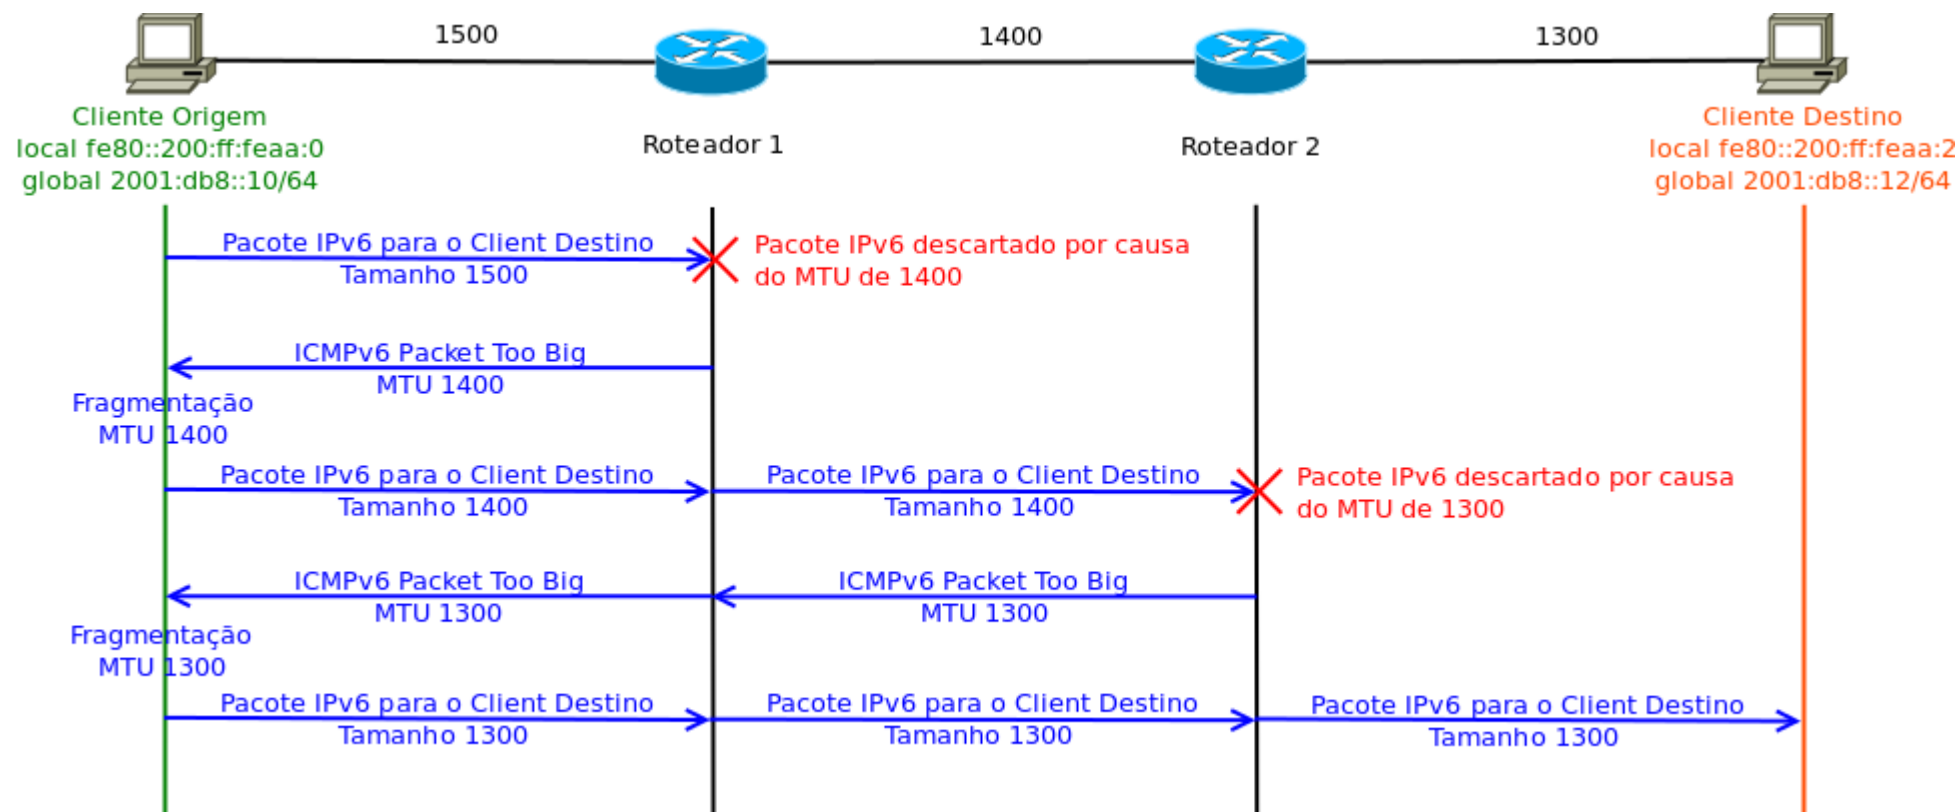 1500
1400
1300
Cliente Origem
local fe80::200:ff:feaa:0
global 2001:db8::10/64
Roteador 1
Roteador 2
Cliente Destino
local fe80::200:ff:feaa:2
global 2001:db8::12/64
Pacote IPv6 para o Client Destino
Tamanho 1500
Pacote IPv6 descartado por causa
do MTU de 1400
ICMPv6 Packet Too Big
MTU 1400
Fragmentação
MTU 1400
Pacote IPv6 para o Client Destino
Tamanho 1400
Pacote IPv6 para o Client Destino
Tamanho 1400
Pacote IPv6 descartado por causa
do MTU de 1300
ICMPv6 Packet Too Big
MTU 1300
ICMPv6 Packet Too Big
MTU 1300
Fragmentação
MTU 1300
Pacote IPv6 para o Client Destino
Tamanho 1300
Pacote IPv6 para o Client Destino
Tamanho 1300
Pacote IPv6 para o Client Destino
Tamanho 1300